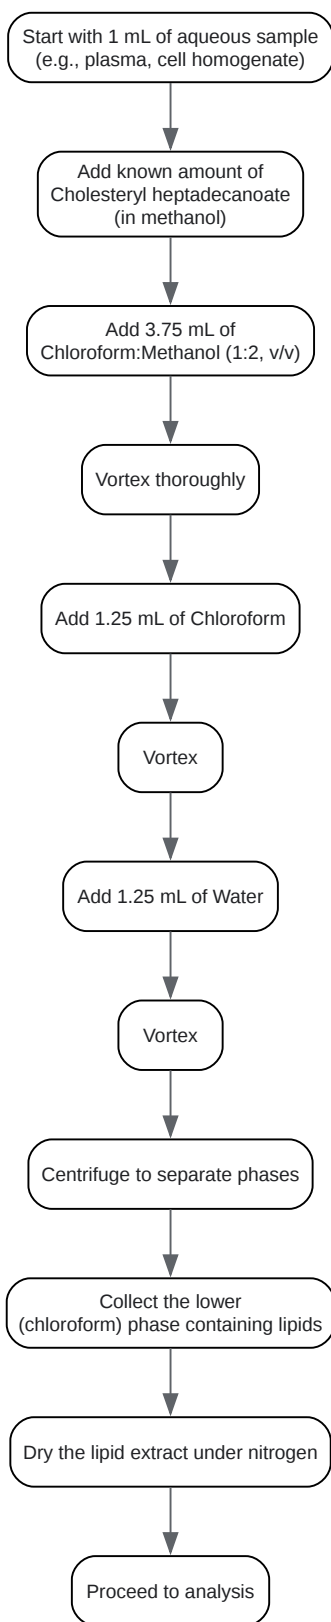 Start with 1 mL of aqueous sample
(e.g., plasma, cell homogenate)
Add known amount of
Cholesteryl heptadecanoate
(in methanol)
Add 3.75 mL of
Chloroform:Methanol (1:2, v/v)
Vortex thoroughly
Add 1.25 mL of Chloroform
Vortex
Add 1.25 mL of Water
Vortex
Centrifuge to separate phases
Collect the lower
(chloroform) phase containing lipids
Dry the lipid extract under nitrogen
Proceed to analysis